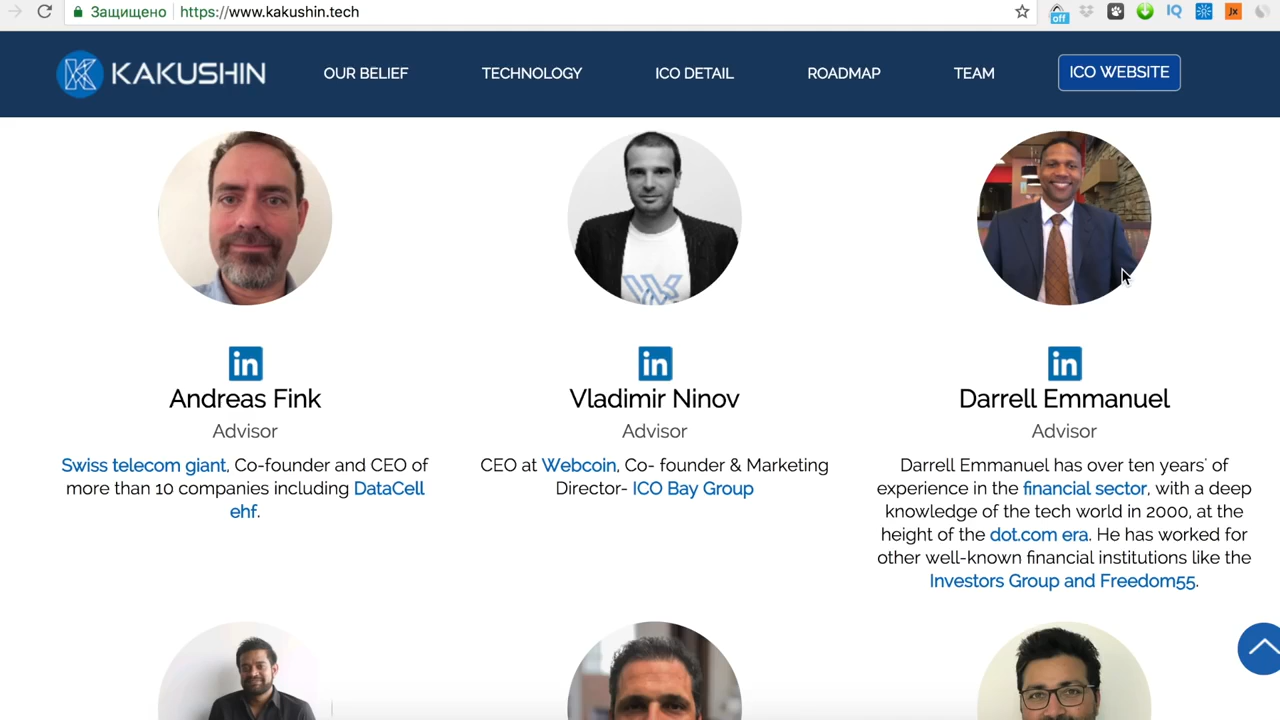 Защищено https://www.kakushin.tech
off
IQ
Jx
KAKUSHIN OUR BELIEF TECHNOLOGY ICO DETAIL ROADMAP TEAM ICO WEBSITE
in
Andreas Fink
Advisor
Swiss telecom giant, Co-founder and CEO of
more than 10 companies including DataCell
ehf.
in
Vladimir Ninov
Advisor
CEO at Webcoin, Co- founder & Marketing
Director- ICO Bay Group
in
Darrell Emmanuel
Advisor
Darrell Emmanuel has over ten years' of
experience in the financial sector, with a deep
knowledge of the tech world in 2000, at the
height of the dot.com era. He has worked for
other well-known financial institutions like the
Investors Group and Freedom55.